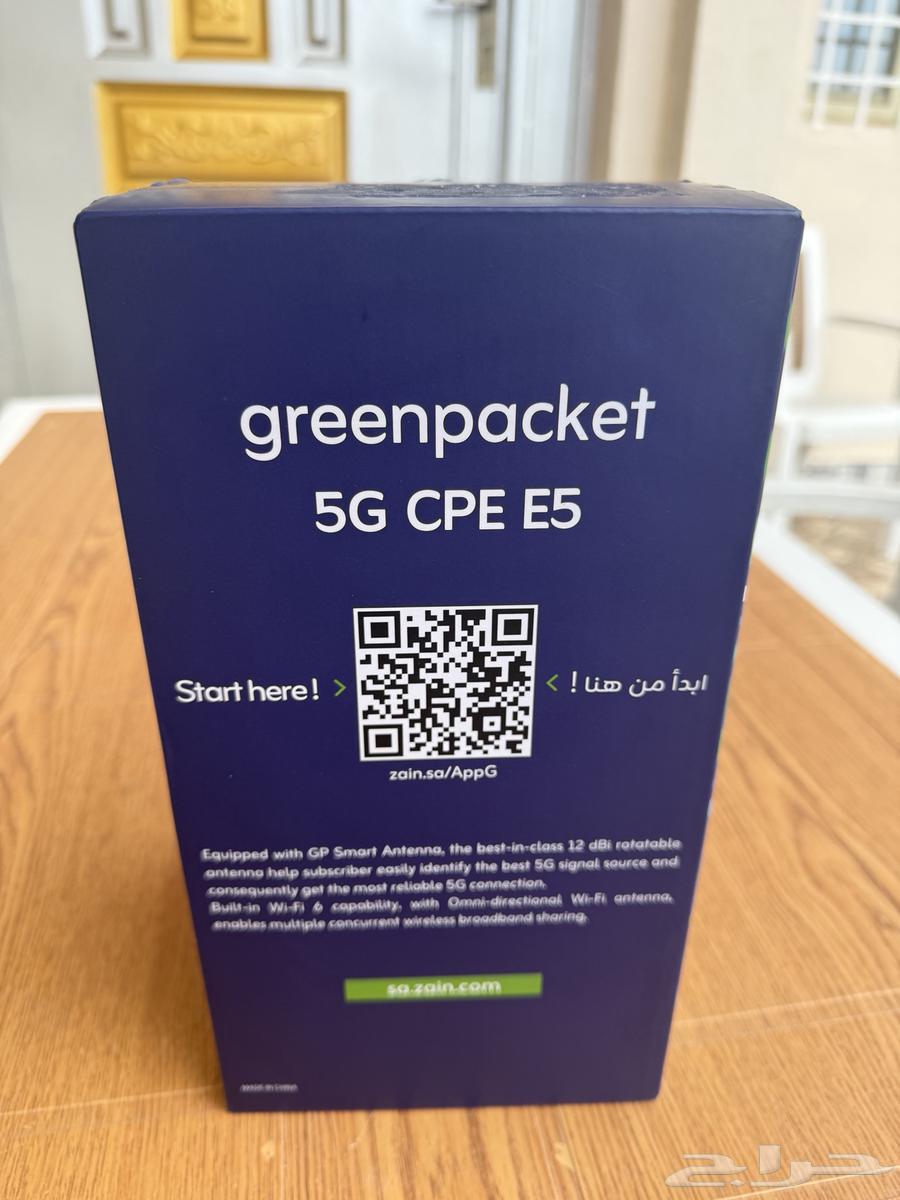 greenpacket
5G CPE E5
Start here! >
< ابدأ من هنا !
zain.sa/AppG
Equipped with GP Smart Antenna, the best-in-class 12 dBi rotatable
antenna help subscriber easily identify the best 5G signal source and
consequently get the most reliable 5G connection.
Built-in Wi-Fi 6 capability, with Omni-directional Wi-Fi antenna,
enables multiple concurrent wireless broadband sharing.
sa.zain.com
MADE IN CHINA
حراج